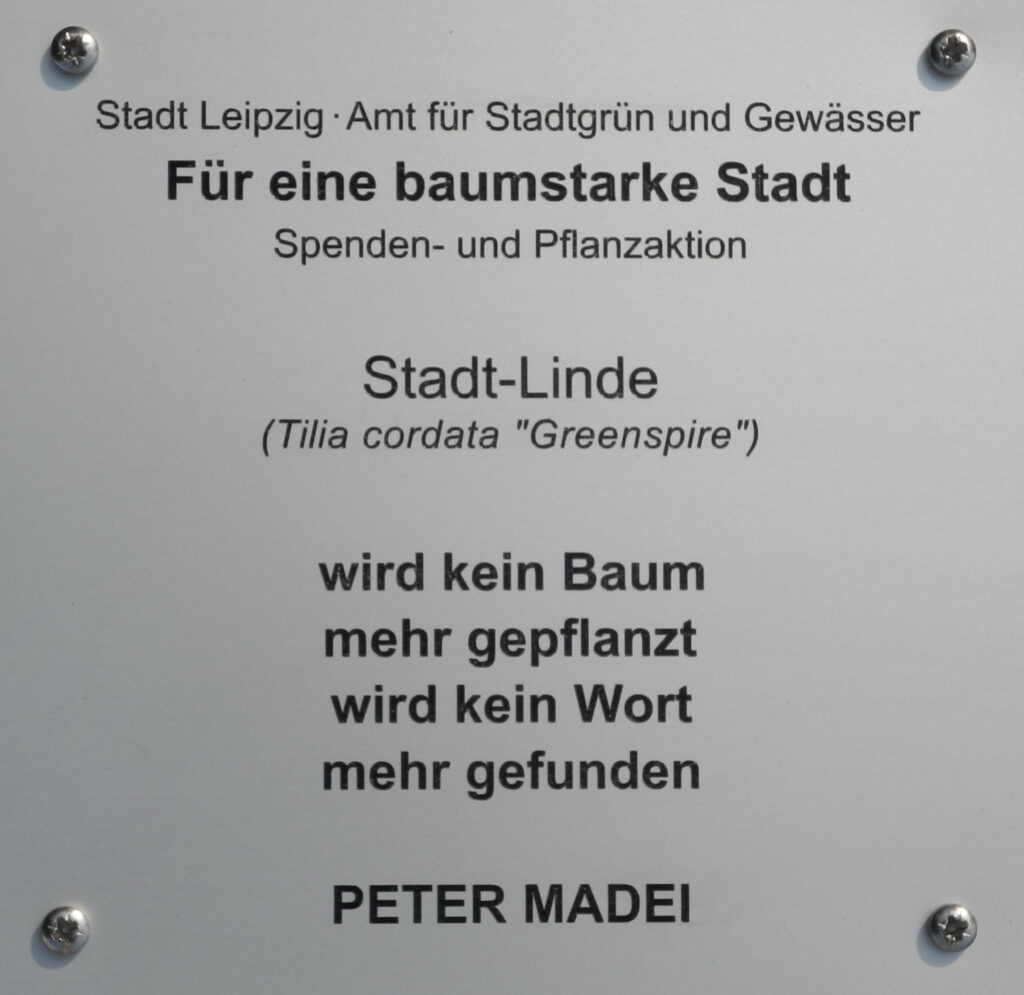 Stadt Leipzig · Amt für Stadtgrün und Gewässer
Für eine baumstarke Stadt
Spenden- und Pflanzaktion
Stadt-Linde
(Tilia cordata "Greenspire")
wird kein Baum
mehr gepflanzt
wird kein Wort
mehr gefunden
PETER MADEI